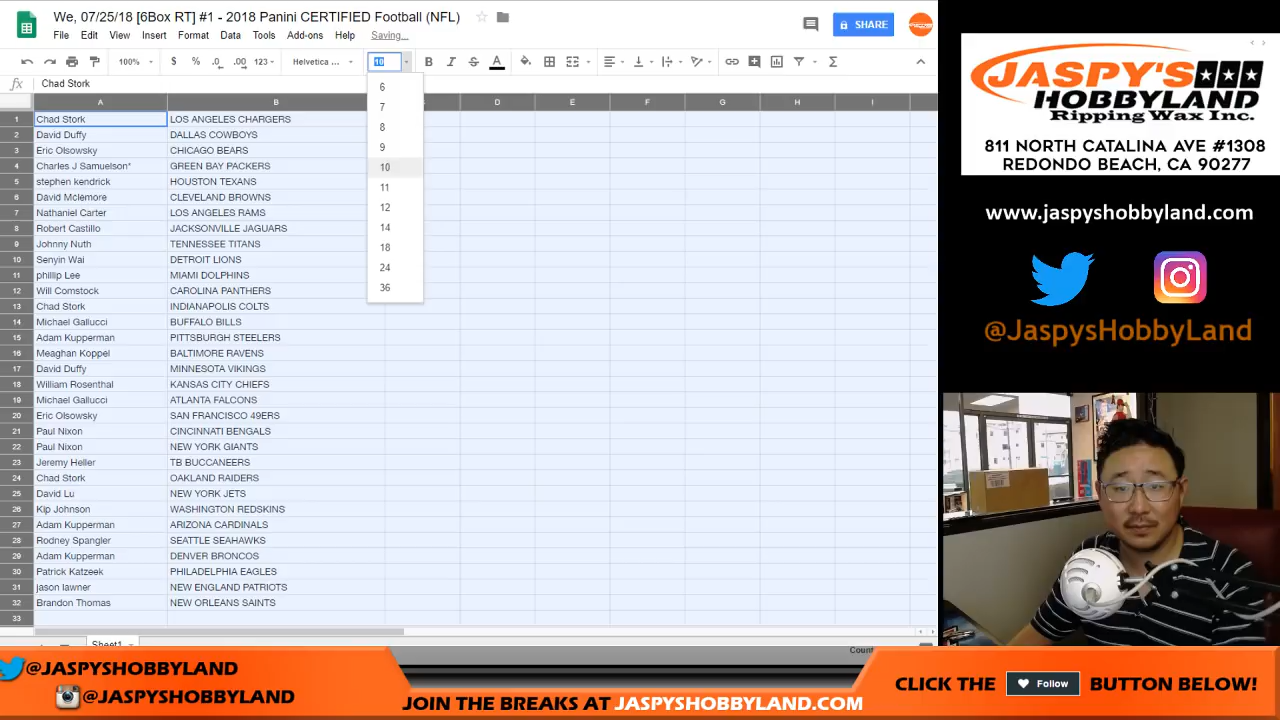 We, 07/25/18 [6Box RT] #1 - 2018 Panini CERTIFIED Football (NFL)
SHARE
File Edit View Insert Format Data Tools Add-ons Help Saving...
100% $ % .0 .00 123 Helvetica ... 10 B I S A
fx Chad Stork
A B D E F G H I
1 Chad Stork LOS ANGELES CHARGERS
2 David Duffy DALLAS COWBOYS
3 Eric Olsowsky CHICAGO BEARS
4 Charles J Samuelson* GREEN BAY PACKERS
5 stephen kendrick HOUSTON TEXANS
6 David Mclemore CLEVELAND BROWNS
7 Nathaniel Carter LOS ANGELES RAMS
8 Robert Castillo JACKSONVILLE JAGUARS
9 Johnny Nuth TENNESSEE TITANS
10 Senyin Wai DETROIT LIONS
11 phillip Lee MIAMI DOLPHINS
12 Will Comstock CAROLINA PANTHERS
13 Chad Stork INDIANAPOLIS COLTS
14 Michael Gallucci BUFFALO BILLS
15 Adam Kupperman PITTSBURGH STEELERS
16 Meaghan Koppel BALTIMORE RAVENS
17 David Duffy MINNESOTA VIKINGS
18 William Rosenthal KANSAS CITY CHIEFS
19 Michael Gallucci ATLANTA FALCONS
20 Eric Olsowsky SAN FRANCISCO 49ERS
21 Paul Nixon CINCINNATI BENGALS
22 Paul Nixon NEW YORK GIANTS
23 Jeremy Heller TB BUCCANEERS
24 Chad Stork OAKLAND RAIDERS
25 David Lu NEW YORK JETS
26 Kip Johnson WASHINGTON REDSKINS
27 Adam Kupperman ARIZONA CARDINALS
28 Rodney Spangler SEATTLE SEAHAWKS
29 Adam Kupperman DENVER BRONCOS
30 Patrick Katzeek PHILADELPHIA EAGLES
31 jason lawner NEW ENGLAND PATRIOTS
32 Brandon Thomas NEW ORLEANS SAINTS
33
6
7
8
9
10
11
12
14
18
24
36
Sheet1
Count
JASPY'S
HOBBYLAND
Ripping Wax Inc.
811 NORTH CATALINA AVE #1308
REDONDO BEACH, CA 90277
www.jaspyshobbyland.com
@JaspysHobbyLand
@JASPYSHOBBYLAND
@JASPYSHOBBYLAND
JOIN THE BREAKS AT JASPYSHOBBYLAND.COM
CLICK THE Follow BUTTON BELOW!